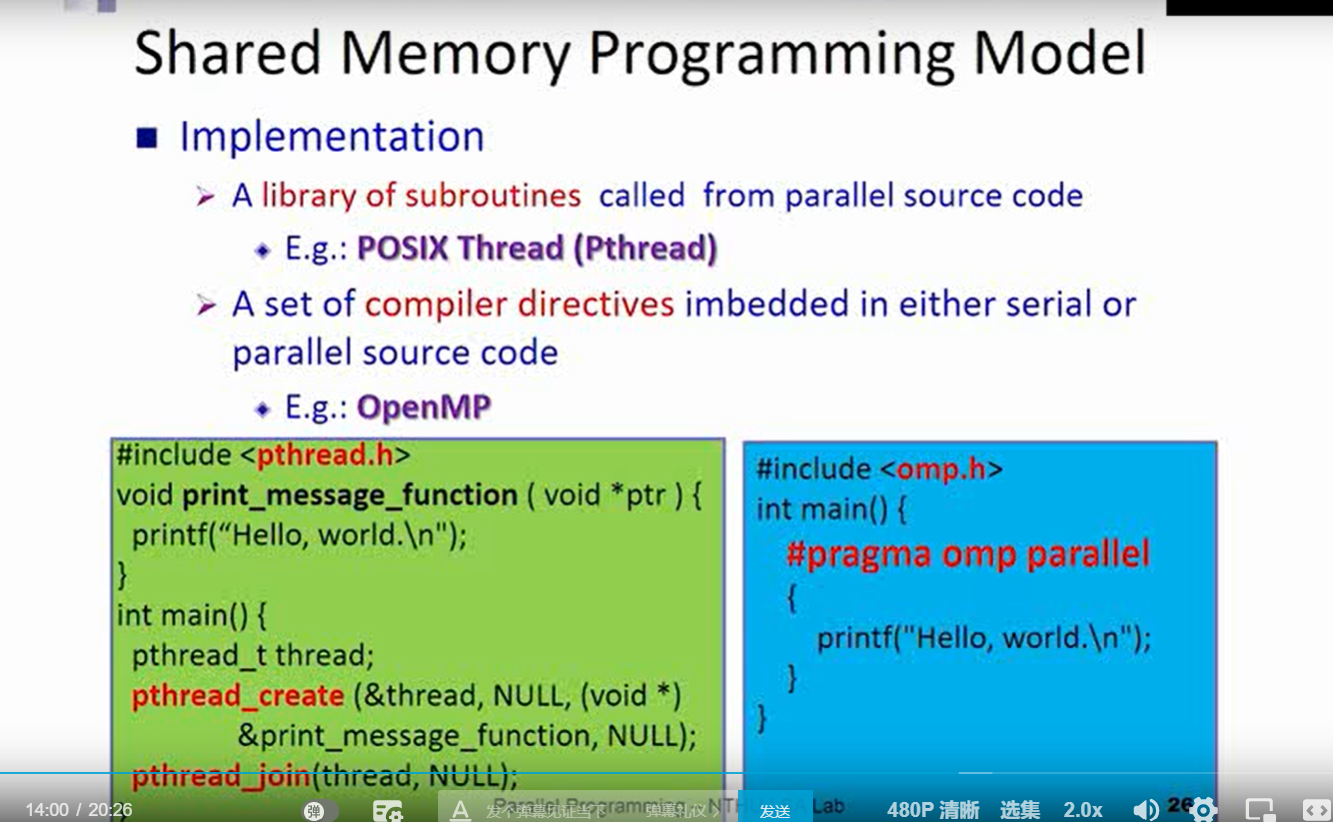 Shared Memory Programming Model
Implementation
A library of subroutines called from parallel source code
E.g.: POSIX Thread (Pthread)
A set of compiler directives imbedded in either serial or
parallel source code
E.g.: OpenMP
#include <pthread.h>
void print_message_function ( void *ptr ) {
printf(“Hello, world.\n");
}
int main() {
pthread_t thread;
pthread_create (&thread, NULL, (void *)
&print_message_function, NULL);
pthread_join(thread, NULL);
#include <omp.h>
int main() {
#pragma omp parallel
{
printf("Hello, world.\n");
}
}
Parallel Programming – NTH Lab
26
14:00 / 20:26
弹
A
发个弹幕见证当下
弹幕礼仪
发送
480P 清晰
选集
2.0x